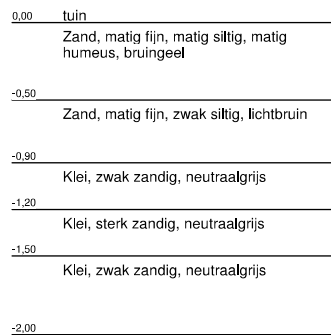 0,00 tuin
Zand, matig fijn, matig siltig, matig
humeus, bruingeel
-0,50
Zand, matig fijn, zwak siltig, lichtbruin
-0,90
Klei, zwak zandig, neutraalgrijs
-1,20
Klei, sterk zandig, neutraalgrijs
-1,50
Klei, zwak zandig, neutraalgrijs
-2,00